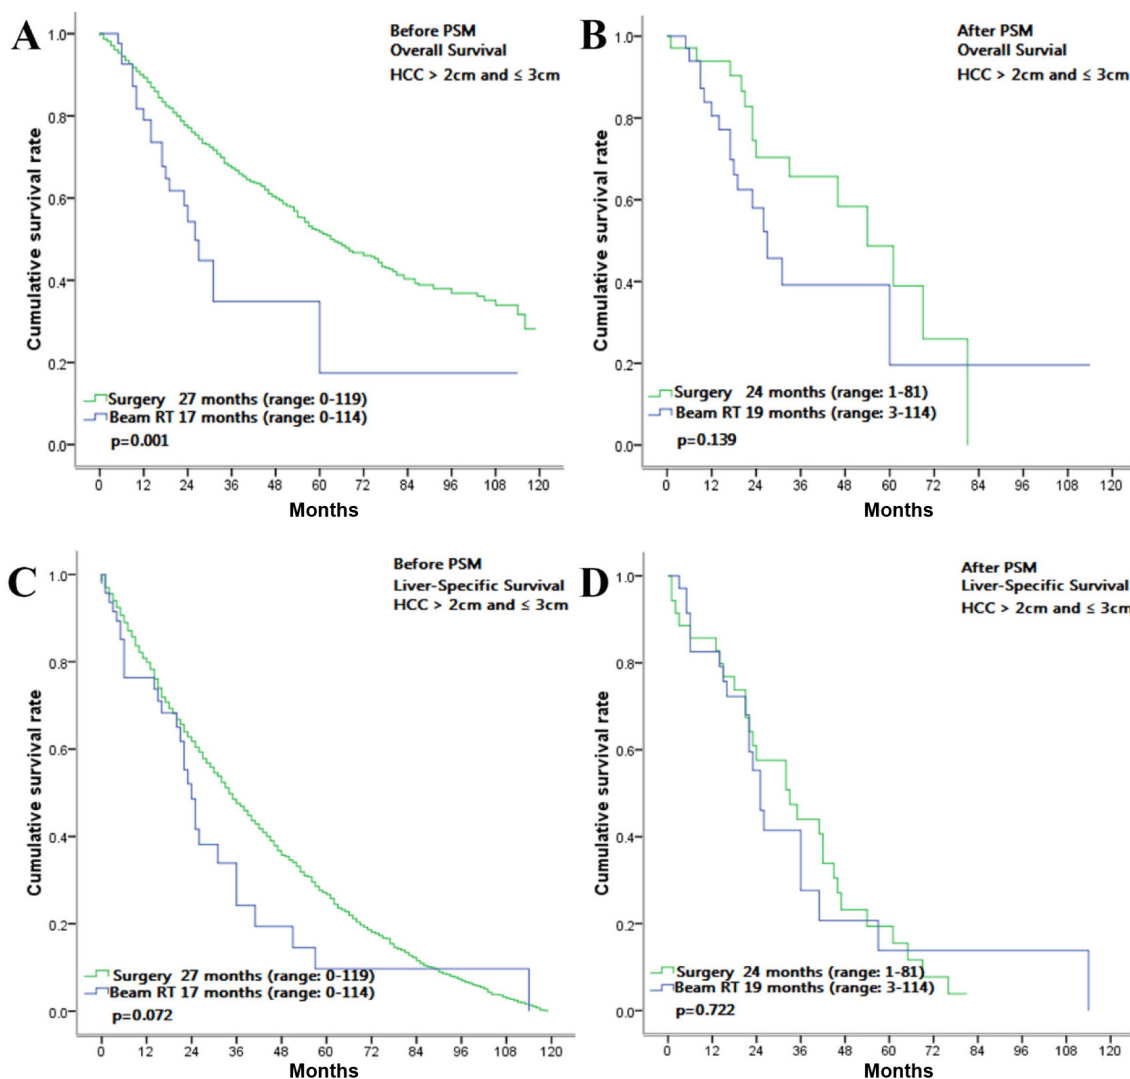 A
Before PSM
Overall Survival
HCC > 2cm and ≤ 3cm
Cumulative survival rate
1.0
0.8
0.6
0.4
0.2
0.0
Surgery 27 months (range: 0-119)
Beam RT 17 months (range: 0-114)
p=0.001
0 12 24 36 48 60 72 84 96 108 120
Months
B
After PSM
Overall Survial
HCC > 2cm and ≤ 3cm
Cumulative survival rate
1.0
0.8
0.6
0.4
0.2
0.0
Surgery 24 months (range: 1-81)
Beam RT 19 months (range: 3-114)
p=0.139
0 12 24 36 48 60 72 84 96 108 120
Months
C
Before PSM
Liver-Specific Survival
HCC > 2cm and ≤ 3cm
Cumulative survival rate
1.0
0.8
0.6
0.4
0.2
0.0
Surgery 27 months (range: 0-119)
Beam RT 17 months (range: 0-114)
p=0.072
0 12 24 36 48 60 72 84 96 108 120
Months
D
After PSM
Liver-Specific Survival
HCC > 2cm and ≤ 3cm
Cumulative survival rate
1.0
0.8
0.6
0.4
0.2
0.0
Surgery 24 months (range: 1-81)
Beam RT 19 months (range: 3-114)
p=0.722
0 12 24 36 48 60 72 84 96 108 120
Months